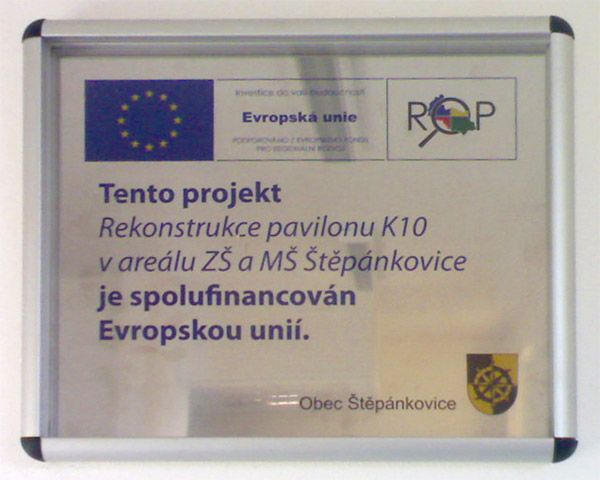 Investice do vaší budoucnosti
Evropská unie
PODPOROVÁNO Z EVROPSKÉHO FONDU
PRO REGIONÁLNÍ ROZVOJ
ROP
Tento projekt
Rekonstrukce pavilonu K10
v areálu ZŠ a MŠ Štěpánkovice
je spolufinancován
Evropskou unií.
Obec Štěpánkovice